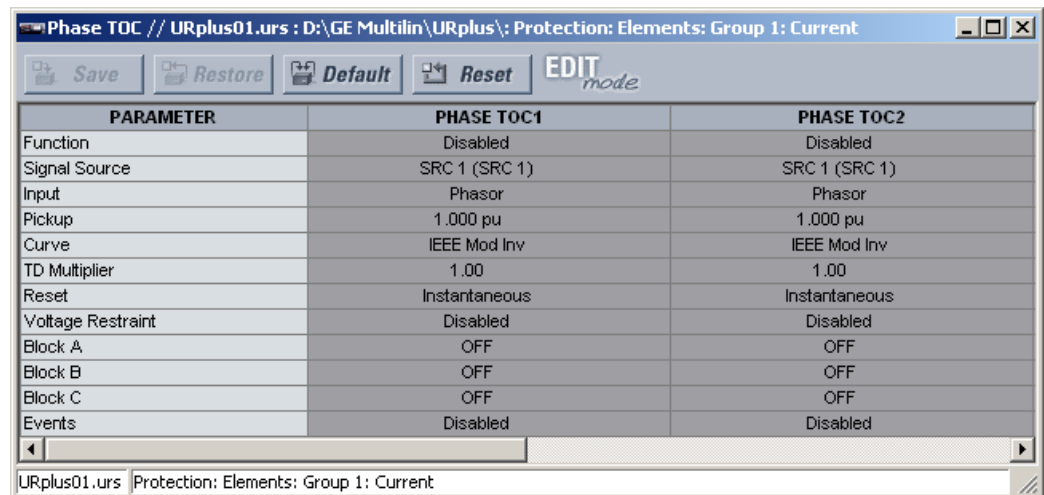 Phase TOC // URplus01.urs : D:\GE Multilin\URplus\: Protection: Elements: Group 1: Current
Save Restore Default Reset EDIT mode
PARAMETER PHASE TOC1 PHASE TOC2
Function Disabled Disabled
Signal Source SRC 1 (SRC 1) SRC 1 (SRC 1)
Input Phasor Phasor
Pickup 1.000 pu 1.000 pu
Curve IEEE Mod Inv IEEE Mod Inv
TD Multiplier 1.00 1.00
Reset Instantaneous Instantaneous
Voltage Restraint Disabled Disabled
Block A OFF OFF
Block B OFF OFF
Block C OFF OFF
Events Disabled Disabled
URplus01.urs Protection: Elements: Group 1: Current